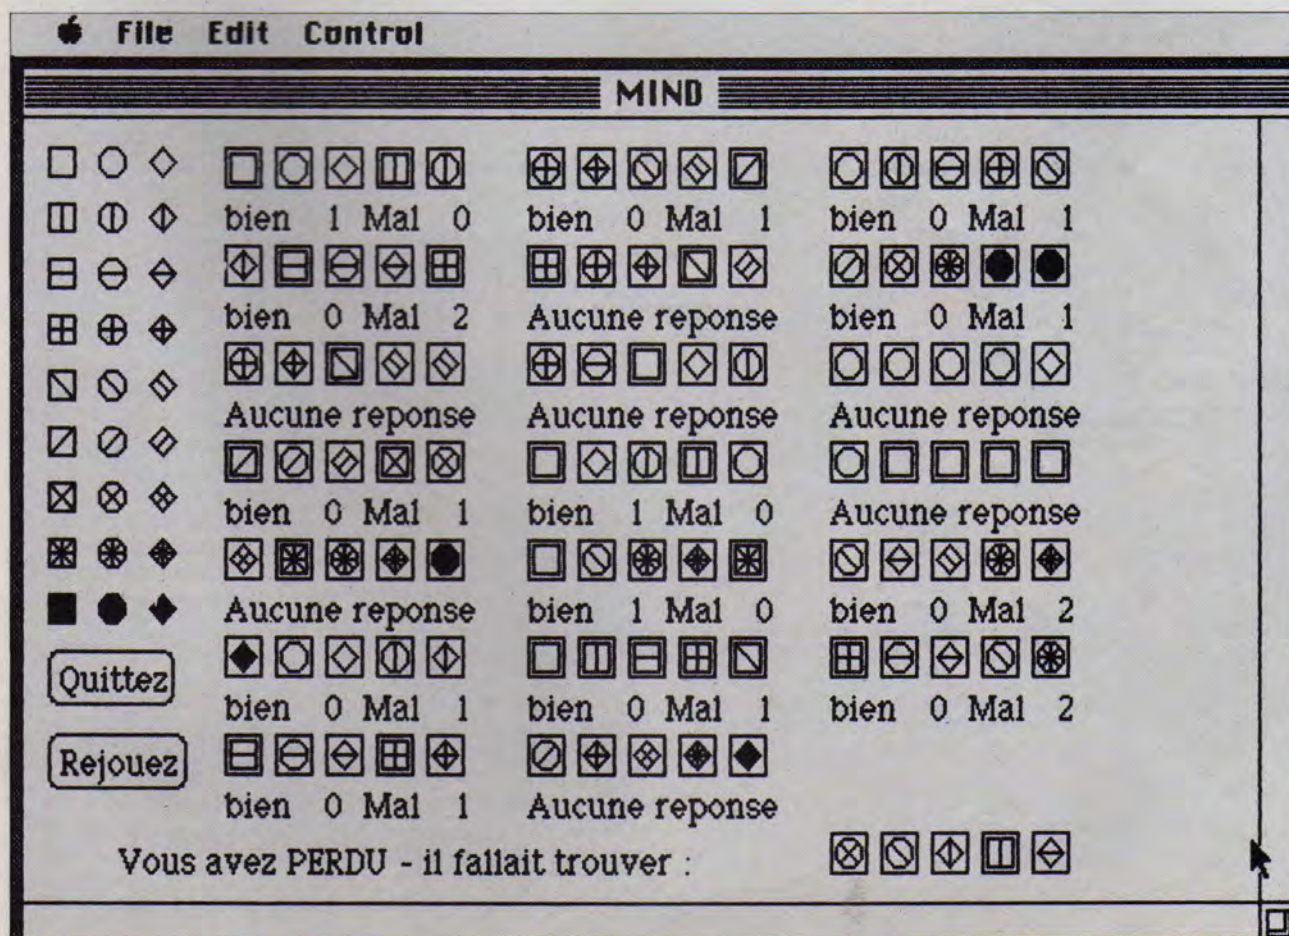 File Edit Control
MIND
bien 1 Mal 0 bien 0 Mal 1 bien 0 Mal 1
bien 0 Mal 2 Aucune reponse bien 0 Mal 1
Aucune reponse Aucune reponse Aucune reponse
bien 0 Mal 1 bien 1 Mal 0 Aucune reponse
Aucune reponse bien 1 Mal 0 bien 0 Mal 2
Quittez
bien 0 Mal 1 bien 0 Mal 1 bien 0 Mal 2
Rejouez
bien 0 Mal 1 Aucune reponse
Vous avez PERDU - il fallait trouver :